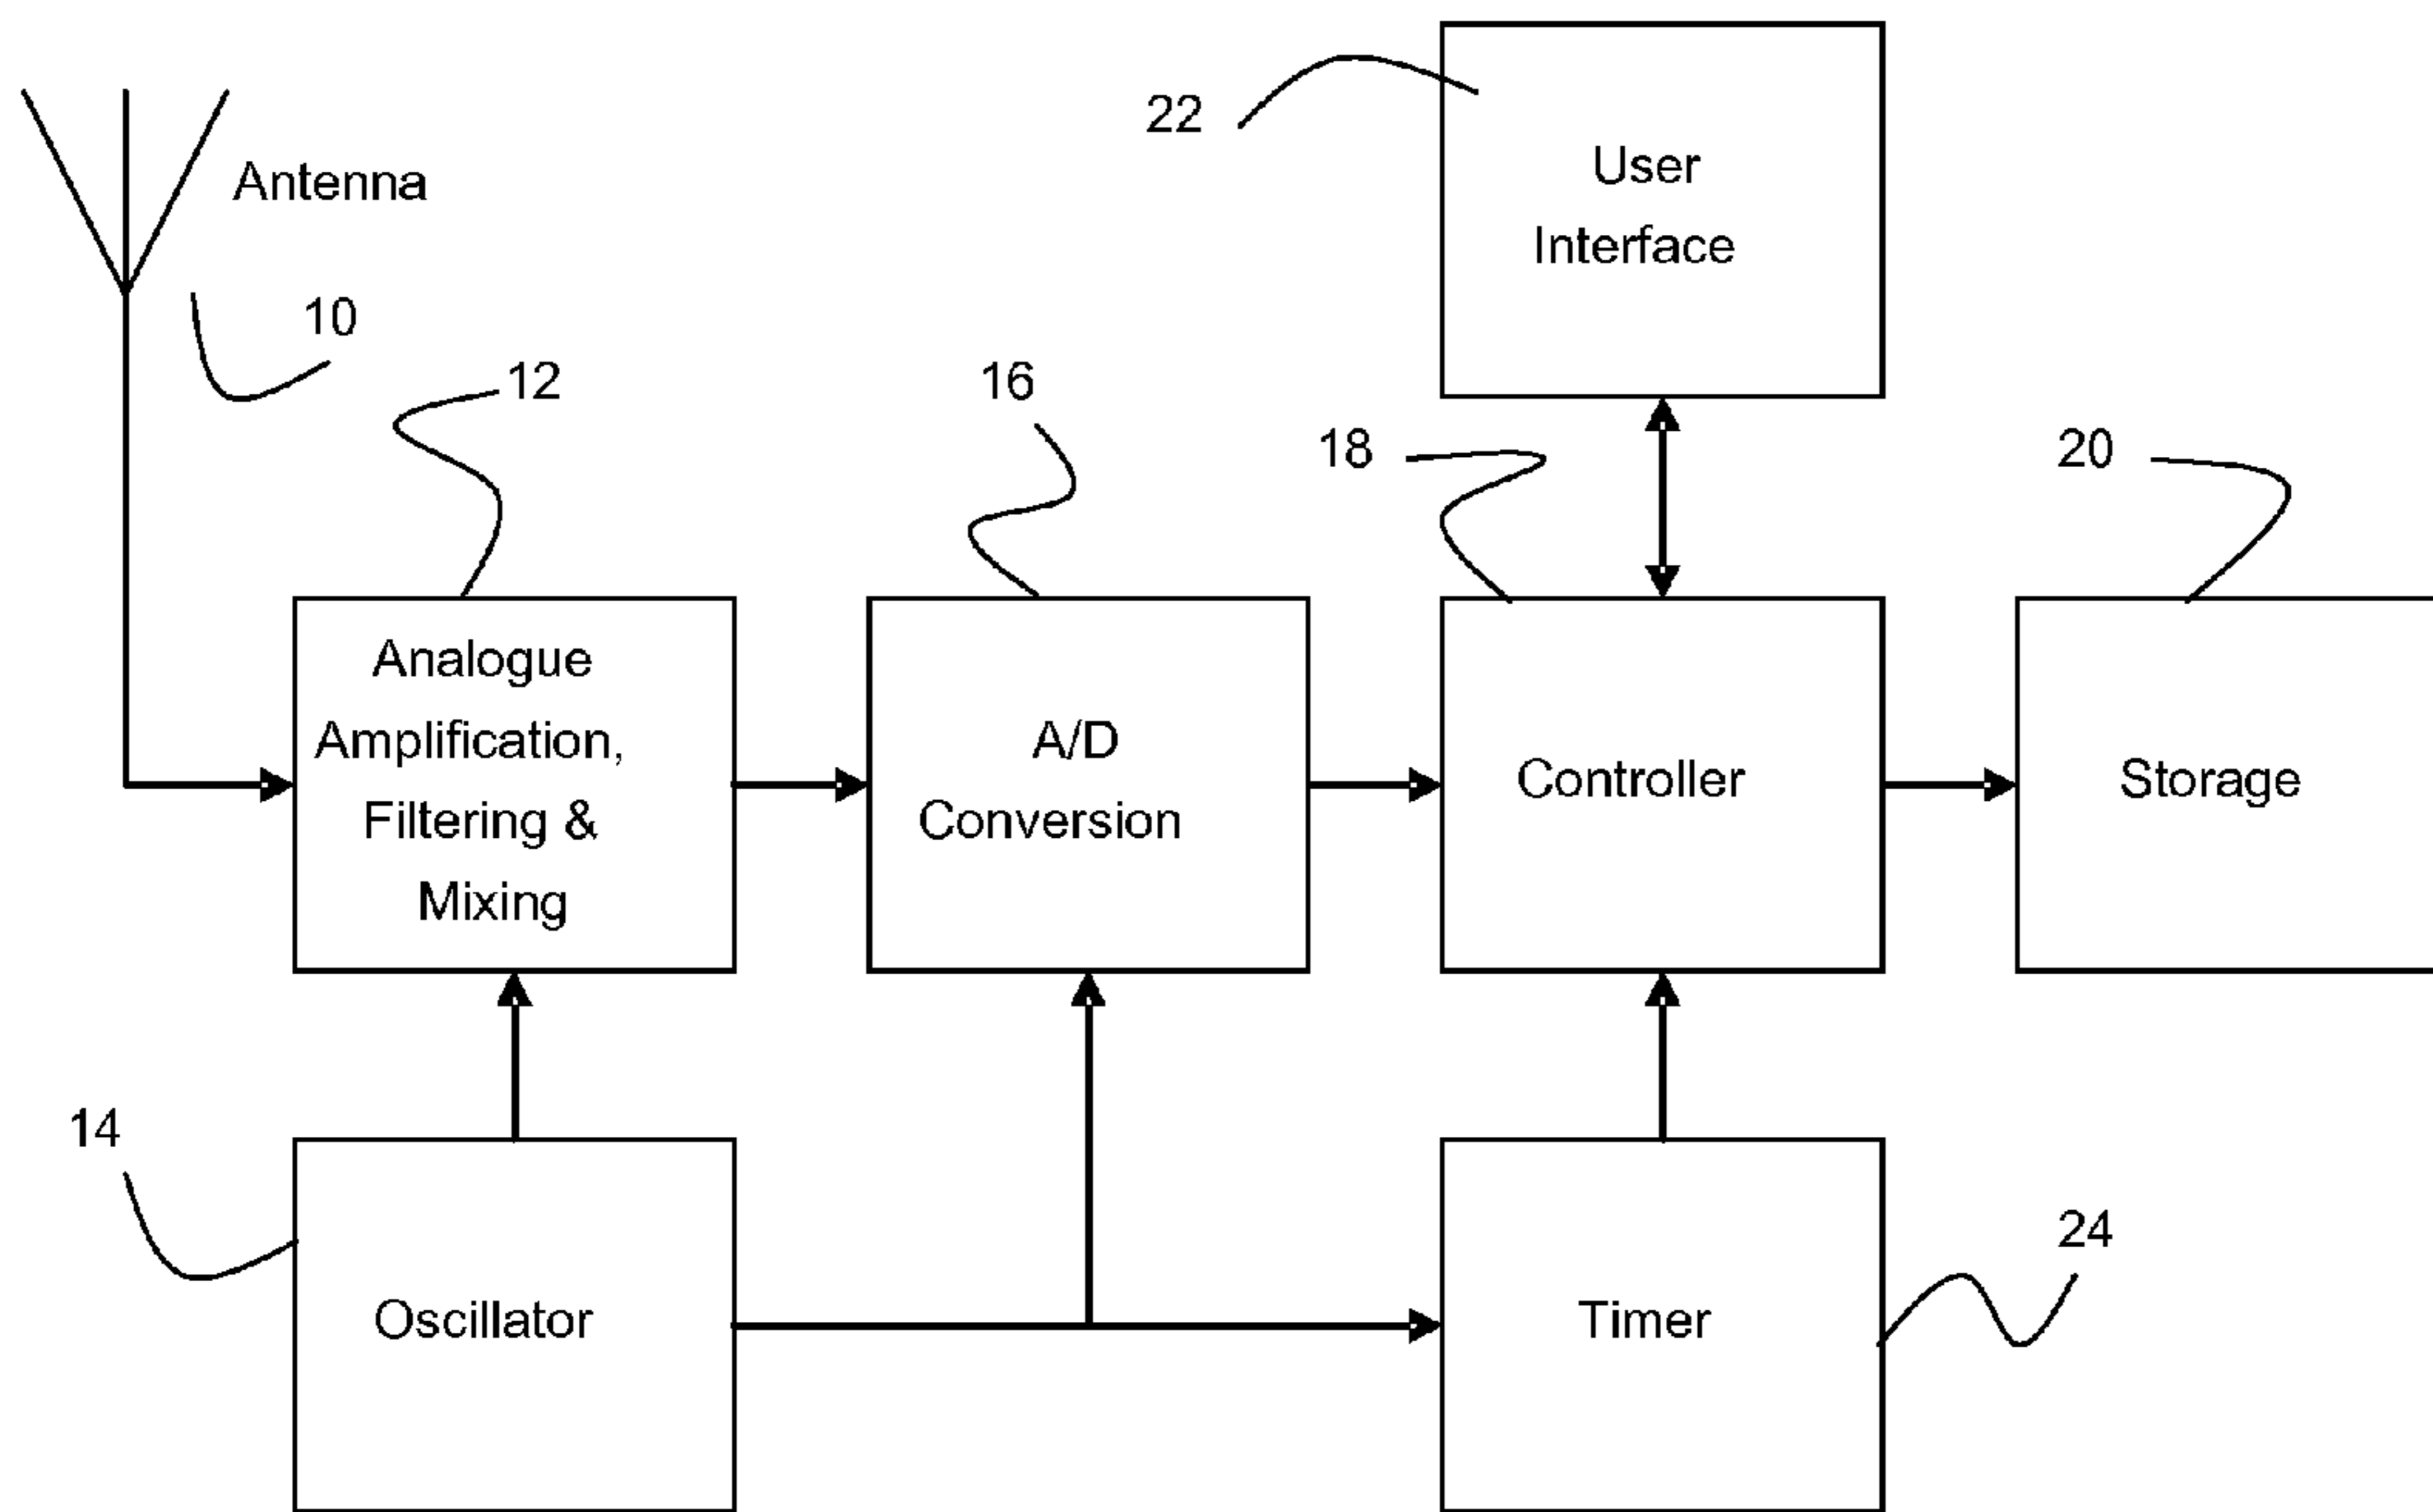 22
User
Interface
Antenna
10
12
16
18
20
Analogue
Amplification,
Filtering &
Mixing
A/D
Conversion
Controller
Storage
14
Oscillator
Timer
24